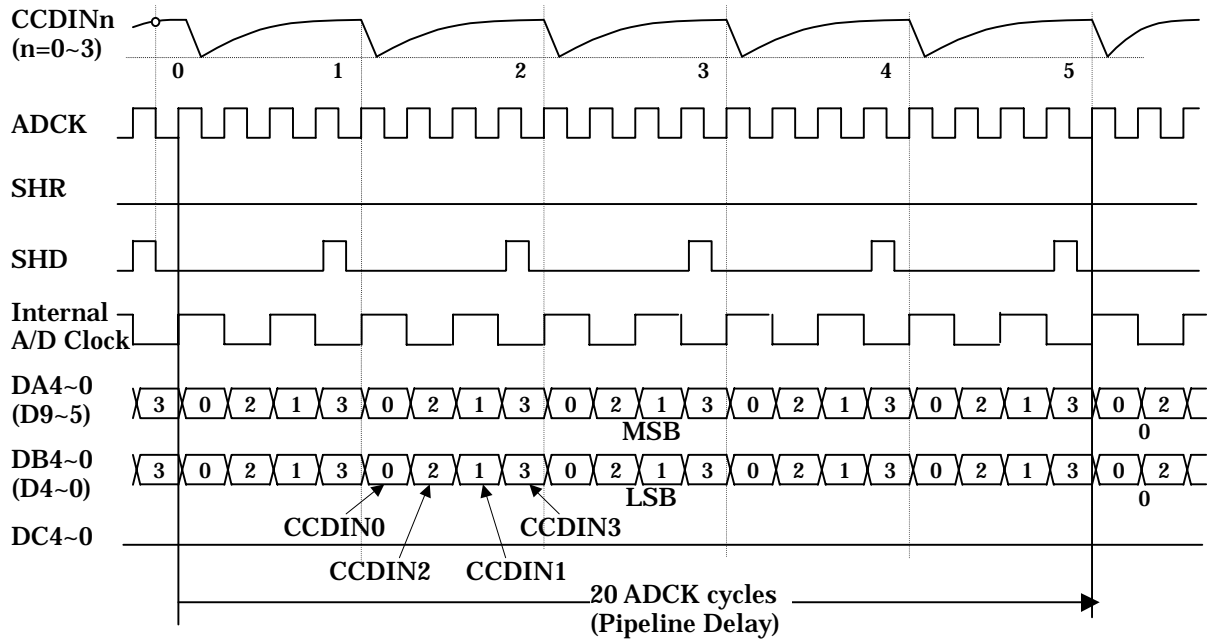 CCDINn
(n=0~3)
0 1 2 3 4 5
ADCK
SHR
SHD
Internal
A/D Clock
DA4~0
(D9~5)
3 0 2 1 3 0 2 1 3 0 2 1 3 0 2 1 3 0 2 1 3 0 2
MSB 0
DB4~0
(D4~0)
3 0 2 1 3 0 2 1 3 0 2 1 3 0 2 1 3 0 2 1 3 0 2
LSB 0
CCDIN0 CCDIN3
DC4~0
CCDIN2 CCDIN1
20 ADCK cycles
(Pipeline Delay)